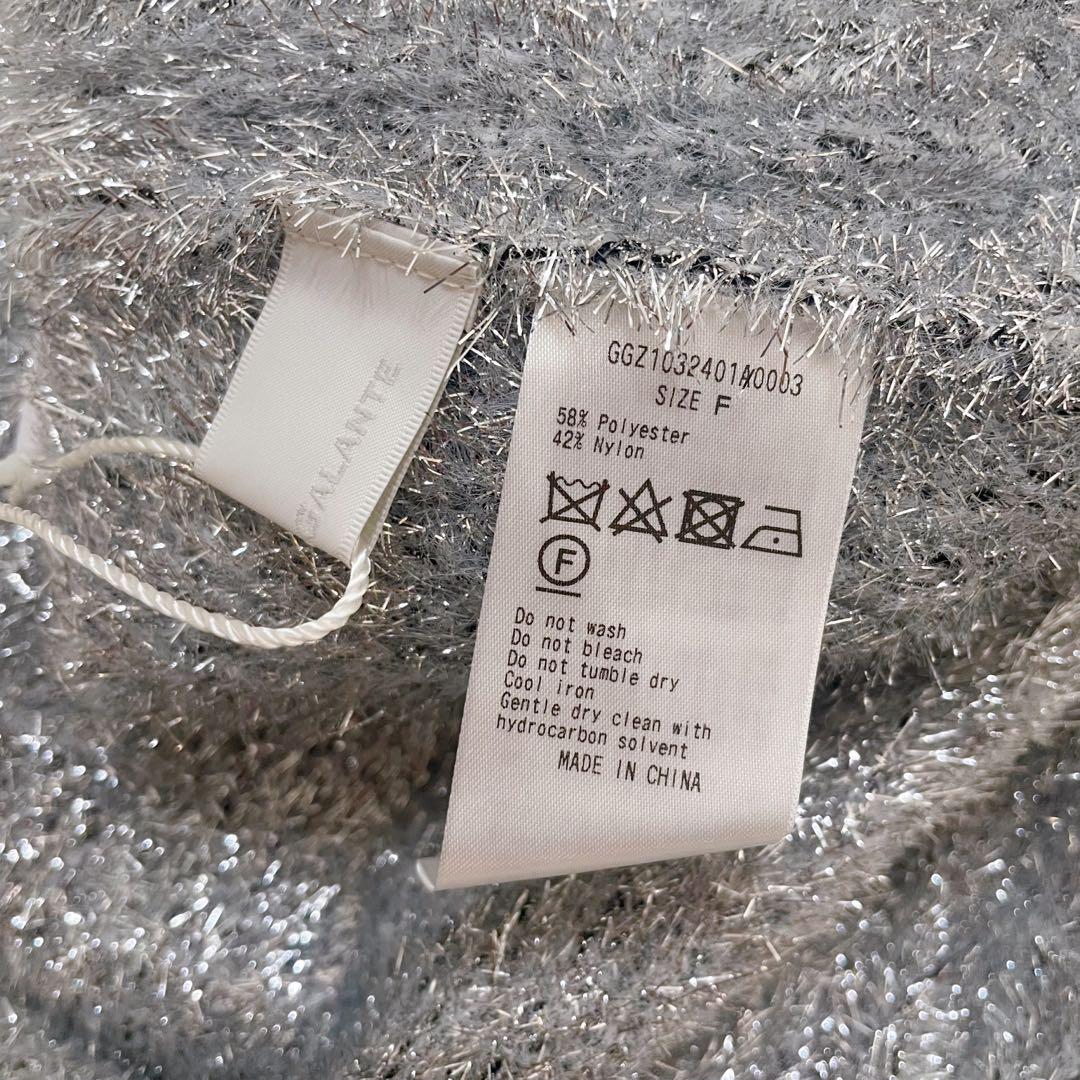 GALANTE
GGZ1032401A0003
SIZE F
58% Polyester
42% Nylon
F
Do not wash
Do not bleach
Do not tumble dry
Cool iron
Gentle dry clean with
hydrocarbon solvent
MADE IN CHINA